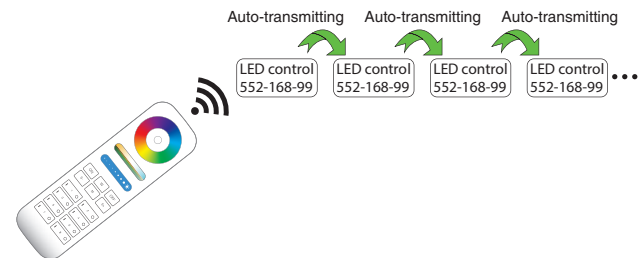 Auto-transmitting Auto-transmitting Auto-transmitting
LED control LED control LED control LED control
552-168-99 552-168-99 552-168-99 552-168-99